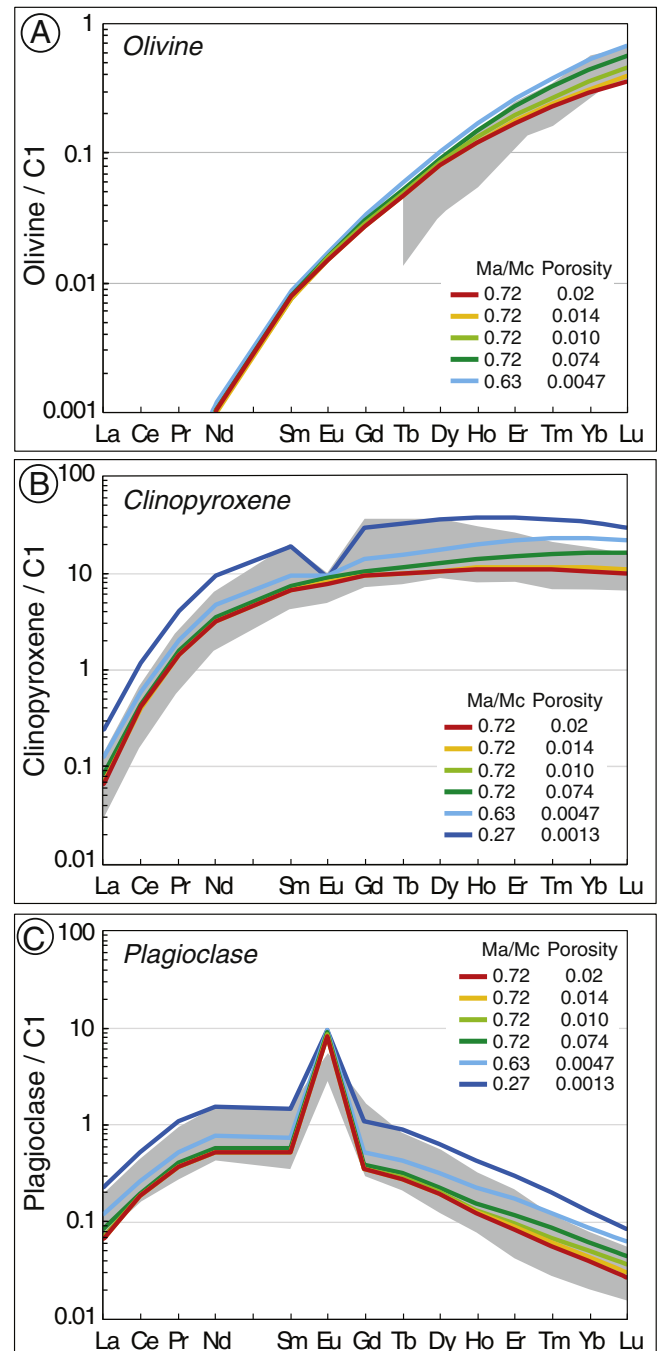 A Olivine
1
0.1
0.01
0.001
Olivine / C1
Ma/Mc Porosity
0.72 0.02
0.72 0.014
0.72 0.010
0.72 0.074
0.63 0.0047
La Ce Pr Nd Sm Eu Gd Tb Dy Ho Er Tm Yb Lu
B Clinopyroxene
100
10
1
0.1
0.01
Clinopyroxene / C1
Ma/Mc Porosity
0.72 0.02
0.72 0.014
0.72 0.010
0.72 0.074
0.63 0.0047
0.27 0.0013
La Ce Pr Nd Sm Eu Gd Tb Dy Ho Er Tm Yb Lu
C Plagioclase
100
10
1
0.1
0.01
Plagioclase / C1
Ma/Mc Porosity
0.72 0.02
0.72 0.014
0.72 0.010
0.72 0.074
0.63 0.0047
0.27 0.0013
La Ce Pr Nd Sm Eu Gd Tb Dy Ho Er Tm Yb Lu